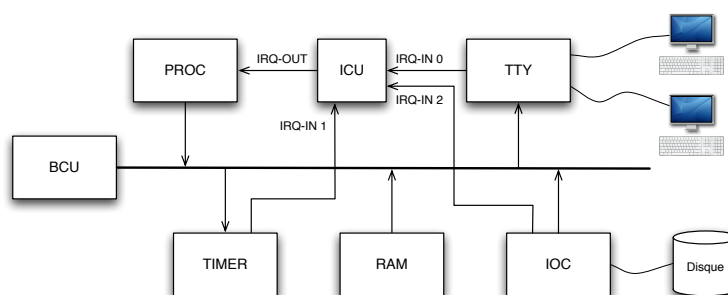 PROC
IRQ-OUT
ICU
IRQ-IN 0
TTY
IRQ-IN 2
IRQ-IN 1
BCU
TIMER
RAM
IOC
Disque